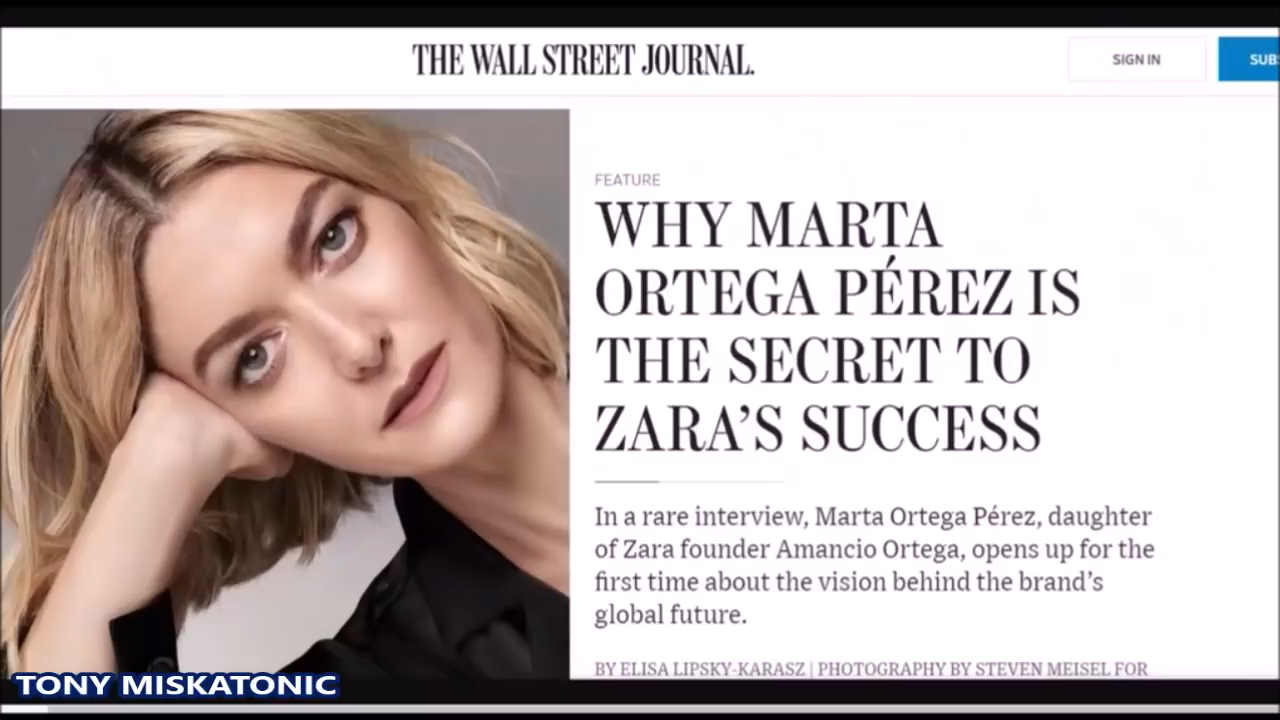 THE WALL STREET JOURNAL.
SIGN IN
SUBS
FEATURE
WHY MARTA
ORTEGA PÉREZ IS
THE SECRET TO
ZARA'S SUCCESS
In a rare interview, Marta Ortega Pérez, daughter
of Zara founder Amancio Ortega, opens up for the
first time about the vision behind the brand's
global future.
BY ELISA LIPSKY-KARASZ | PHOTOGRAPHY BY STEVEN MEISEL FOR
TONY MISKATONIC